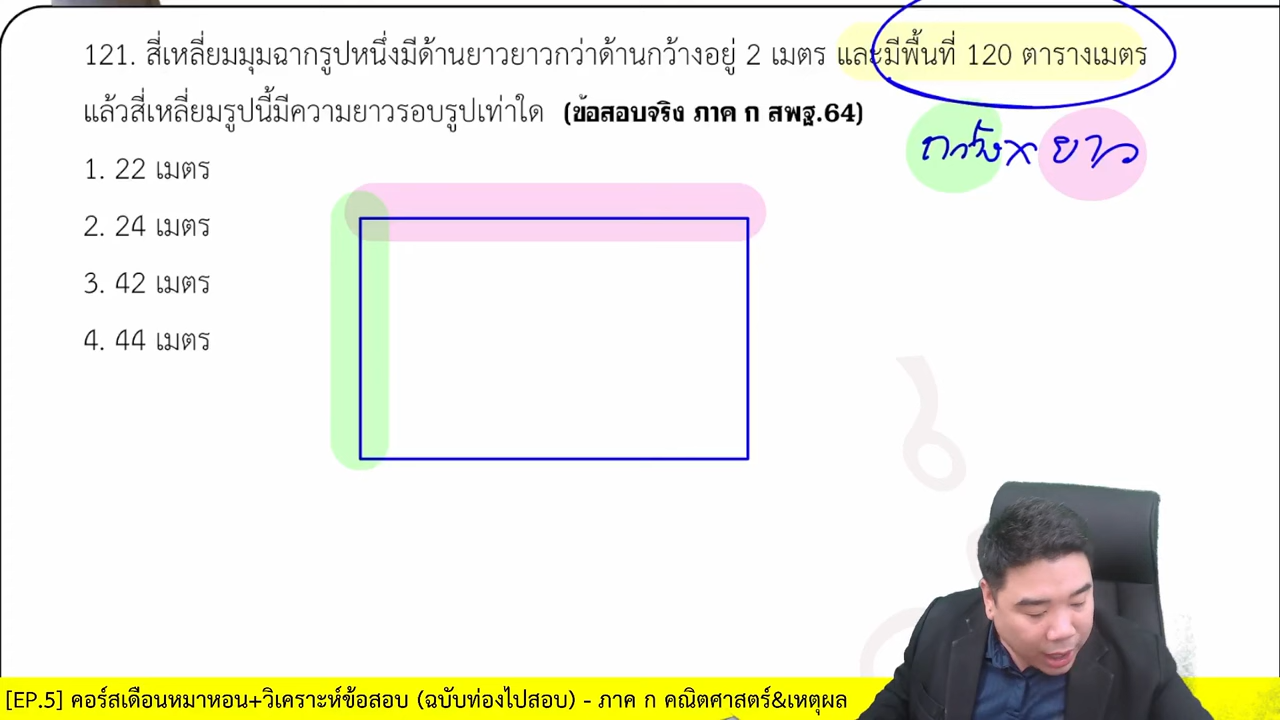 121. สี่เหลี่ยมมุมฉากรูปหนึ่งมีด้านยาวยาวกว่าด้านกว้างอยู่ 2 เมตร และมีพื้นที่ 120 ตารางเมตร
แล้วสี่เหลี่ยมรูปนี้มีความยาวรอบรูปเท่าใด (ข้อสอบจริง ภาค ก สพฐ.64)
กว้าง × ยาว
1. 22 เมตร
2. 24 เมตร
3. 42 เมตร
4. 44 เมตร
[EP.5] คอร์สเดือนหมาหอน+วิเคราะห์ข้อสอบ (ฉบับท่องไปสอบ) - ภาค ก คณิตศาสตร์&เหตุผล